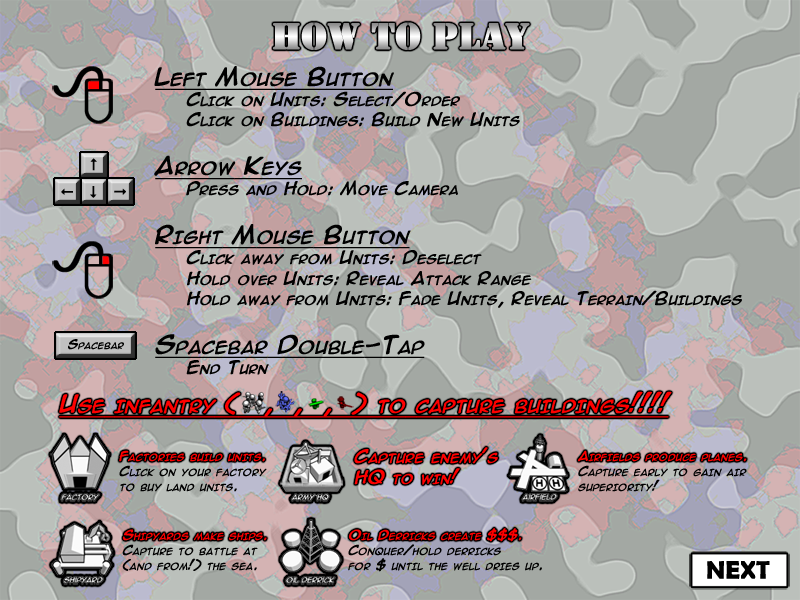 How to Play
Left Mouse Button
Click on Units: Select/Order
Click on Buildings: Build New Units
↑
← ↓ →
Arrow Keys
Press and Hold: Move Camera
Right Mouse Button
Click away from Units: Deselect
Hold over Units: Reveal Attack Range
Hold away from Units: Fade Units, Reveal Terrain/Buildings
Spacebar
Spacebar Double-Tap
End Turn
Use infantry ( , , , ) to capture buildings!!!!
Factories build units.
Click on your factory
to buy land units.
Factory
Capture enemy's
HQ to win!
Army HQ
Airfields produce planes.
Capture early to gain air
superiority!
H H
Airfield
Shipyards make ships.
Capture to battle at
(and from!) the sea.
Shipyard
Oil Derricks create $$$.
Conquer/hold derricks
for $ until the well dries up.
Oil Derrick
NEXT